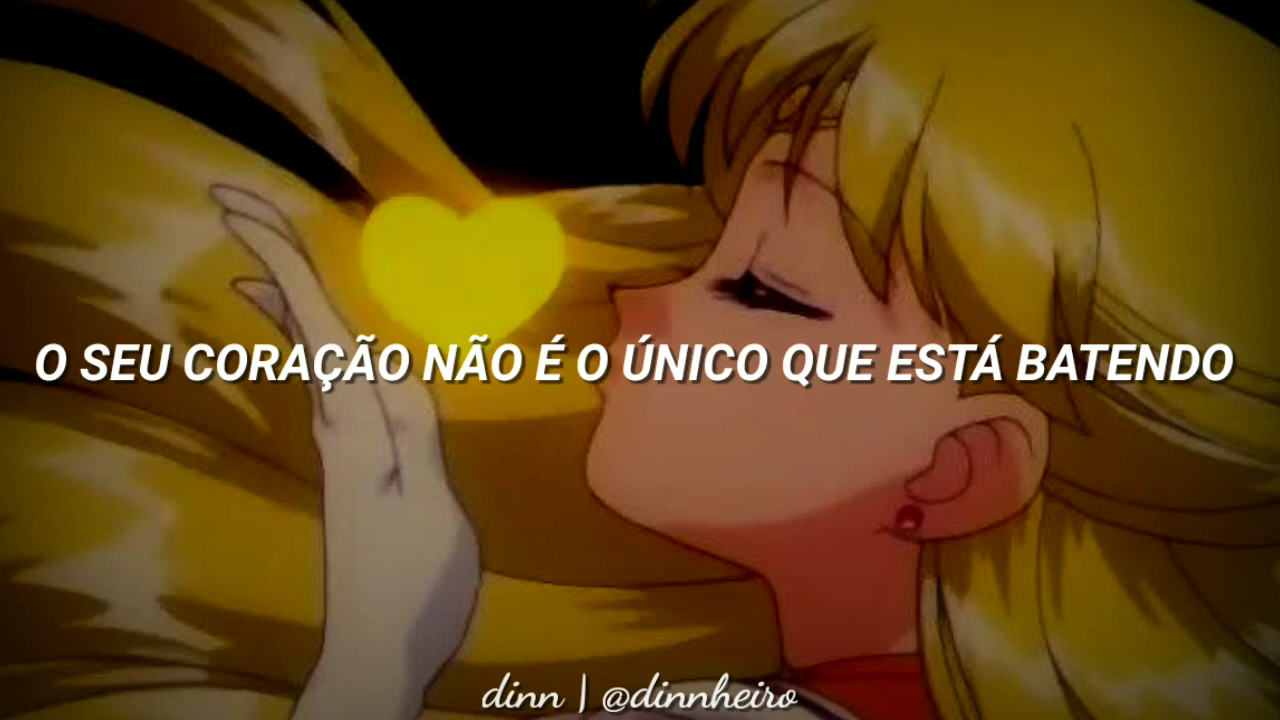 O SEU CORAÇÃO NÃO É O ÚNICO QUE ESTÁ BATENDO
dinn | @dinnheiro